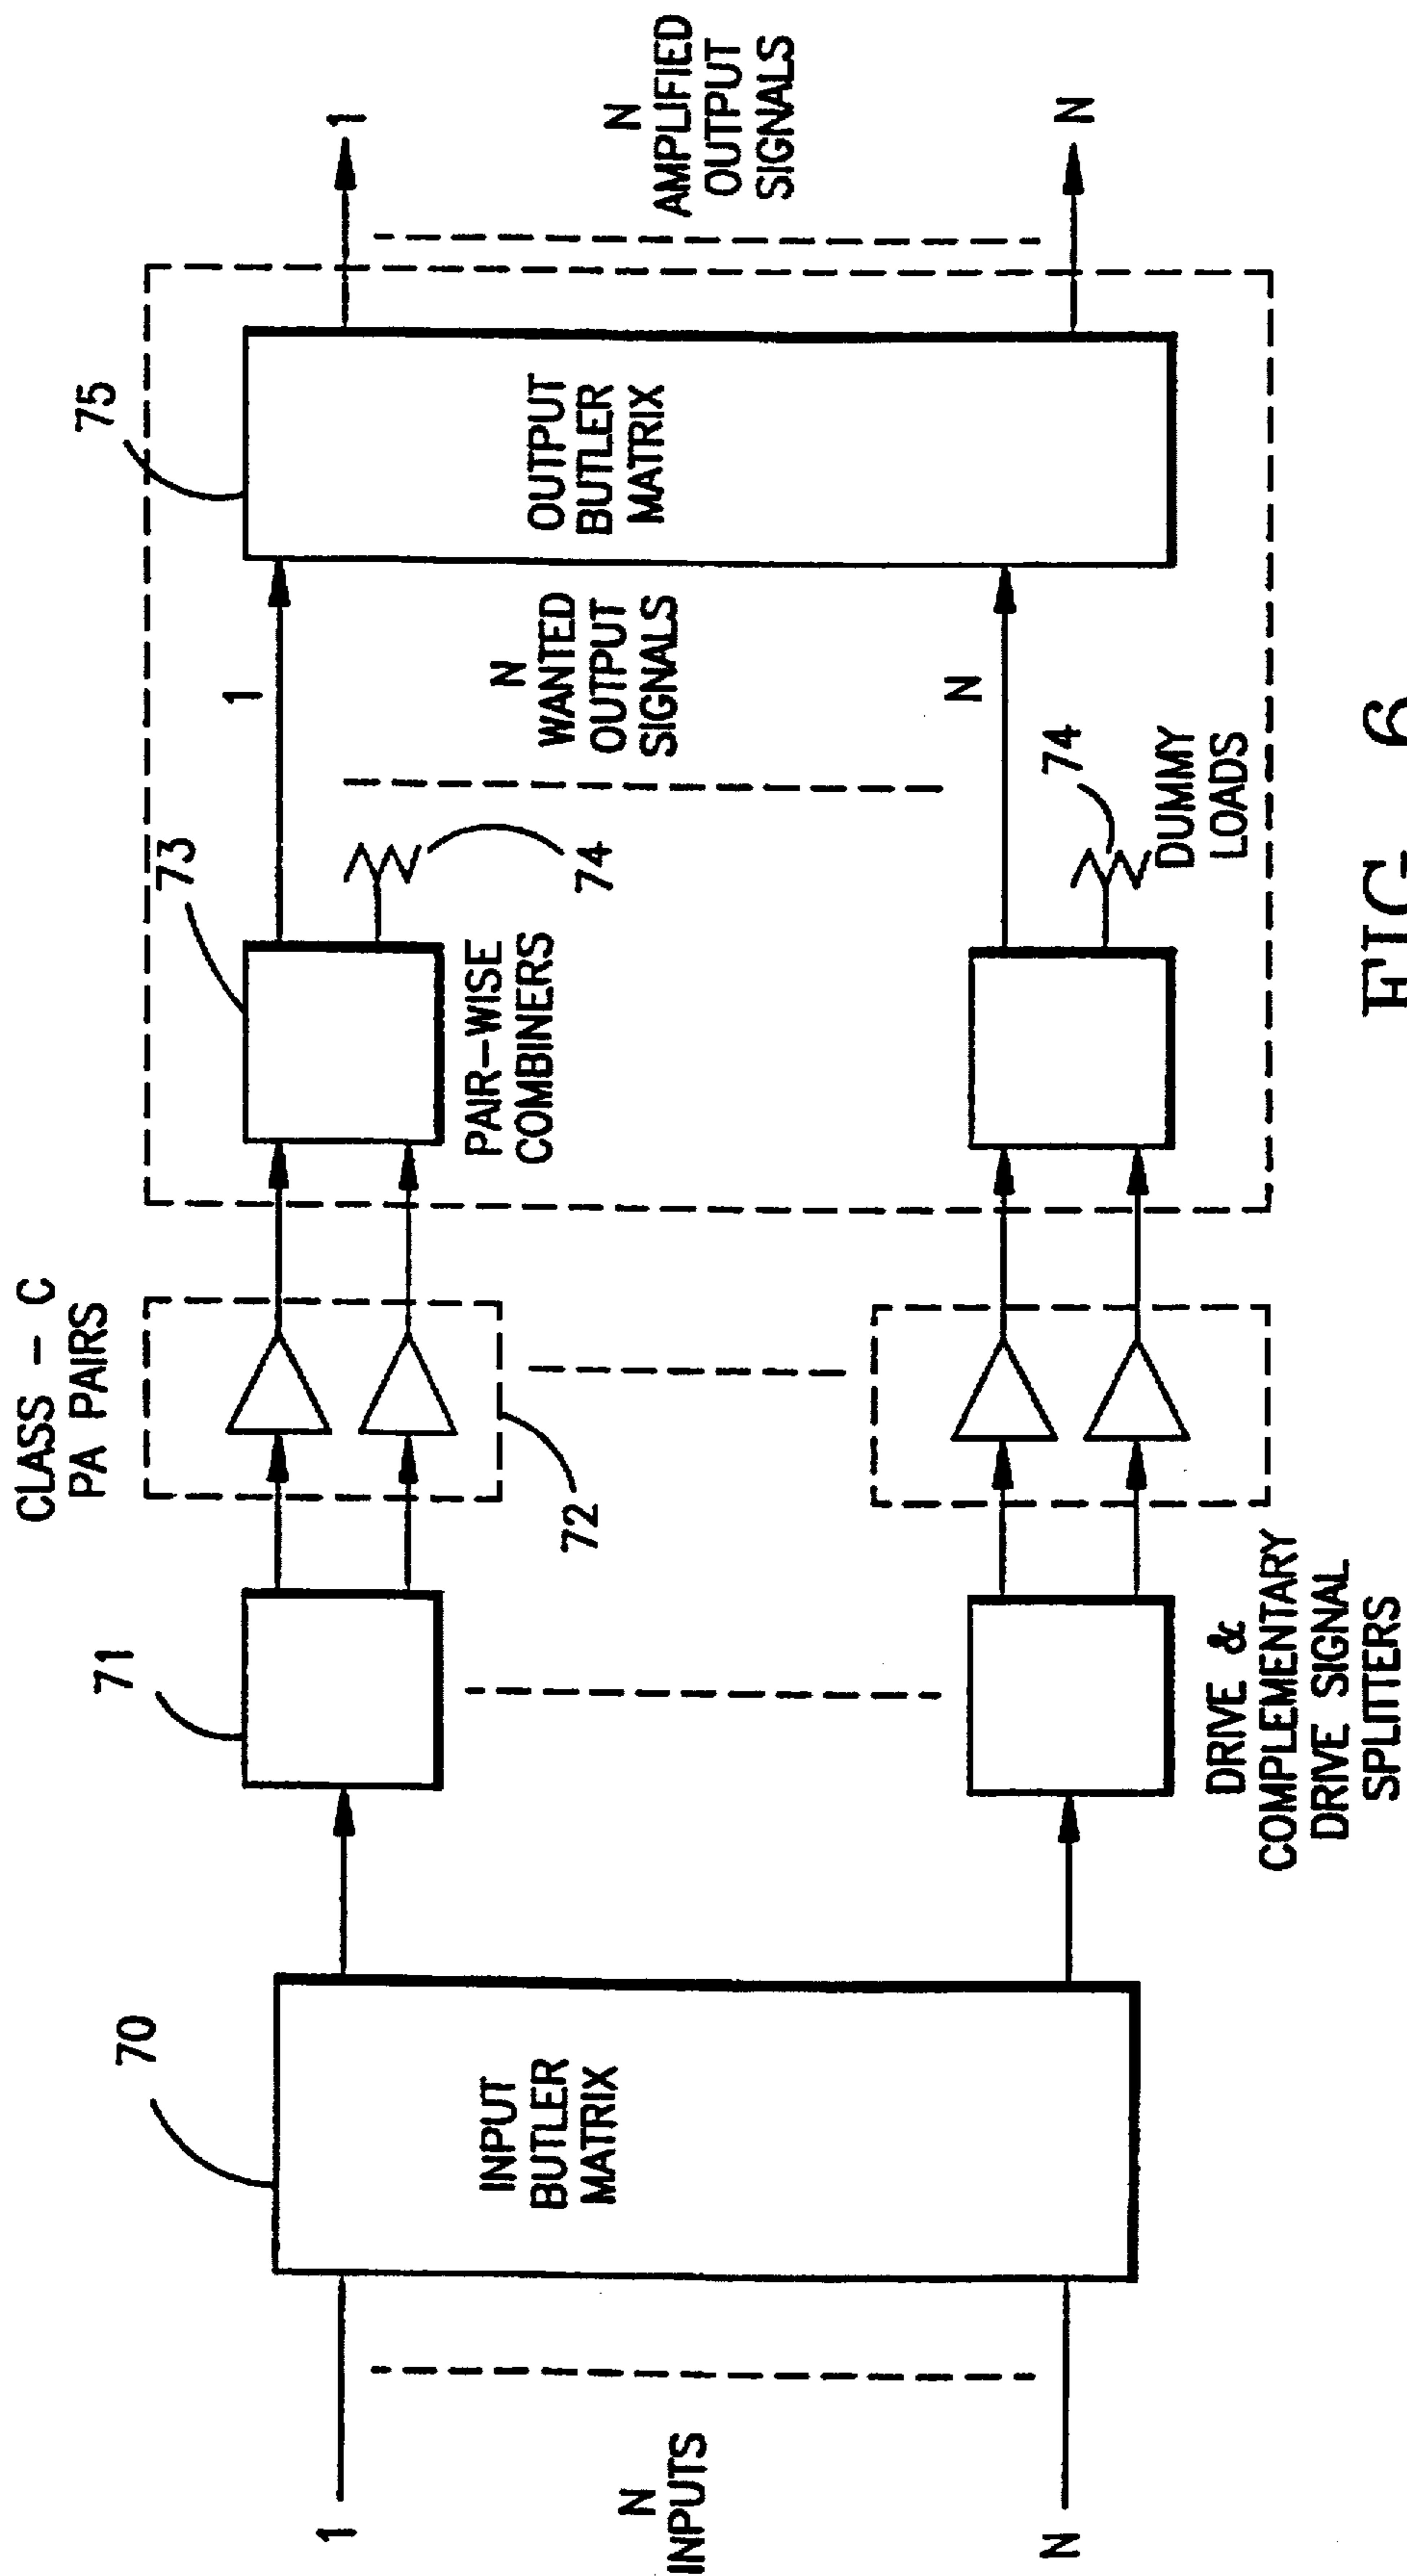 1
N
INPUTS
N
70
INPUT
BUTLER
MATRIX
71
DRIVE &
COMPLEMENTARY
DRIVE SIGNAL
SPLITTERS
CLASS – C
PA PAIRS
72
73
PAIR–WISE
COMBINERS
74
74
DUMMY
LOADS
1
N
WANTED
OUTPUT
SIGNALS
N
75
OUTPUT
BUTLER
MATRIX
1
N
AMPLIFIED
OUTPUT
SIGNALS
N
FIG. 6